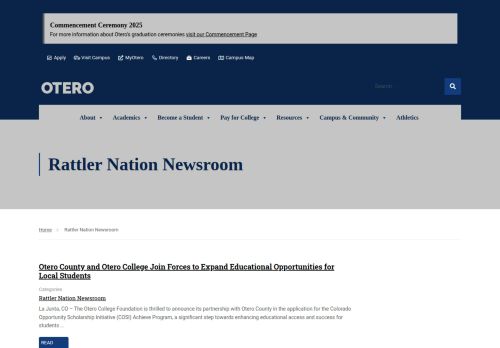 Commencement Ceremony 2025
For more information about Otero's graduation ceremonies visit our Commencement Page
Apply Visit Campus MyOtero Directory Careers Campus Map
OTERO
Search
About Academics Become a Student Pay for College Resources Campus & Community Athletics
Rattler Nation Newsroom
Home Rattler Nation Newsroom
Otero County and Otero College Join Forces to Expand Educational Opportunities for
Local Students
Categories
Rattler Nation Newsroom
La Junta, CO – The Otero College Foundation is thrilled to announce its partnership with Otero County in the application for the Colorado
Opportunity Scholarship Initiative (COSI) Achieve Program, a significant step towards enhancing educational access and success for
students ...
READ